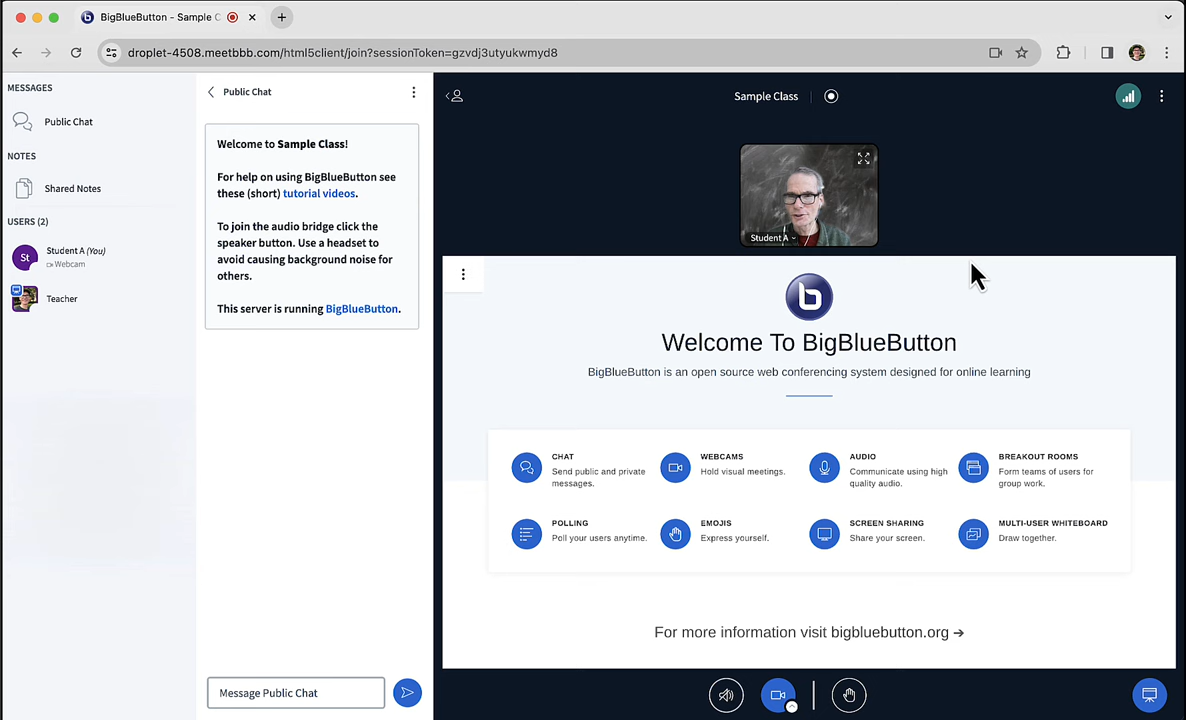 BigBlueButton - Sample C
droplet-4508.meetbbb.com/html5client/join?sessionToken=gzvdj3utyukwmyd8
MESSAGES
Public Chat
NOTES
Shared Notes
USERS (2)
St
Student A (You)
Webcam
Teacher
Public Chat
Welcome to Sample Class!
For help on using BigBlueButton see
these (short) tutorial videos.
To join the audio bridge click the
speaker button. Use a headset to
avoid causing background noise for
others.
This server is running BigBlueButton.
Message Public Chat
Sample Class
Student A
Welcome To BigBlueButton
BigBlueButton is an open source web conferencing system designed for online learning
CHAT
Send public and private
messages.
WEBCAMS
Hold visual meetings.
AUDIO
Communicate using high
quality audio.
BREAKOUT ROOMS
Form teams of users for
group work.
POLLING
Poll your users anytime.
EMOJIS
Express yourself.
SCREEN SHARING
Share your screen.
MULTI-USER WHITEBOARD
Draw together.
For more information visit bigbluebutton.org →